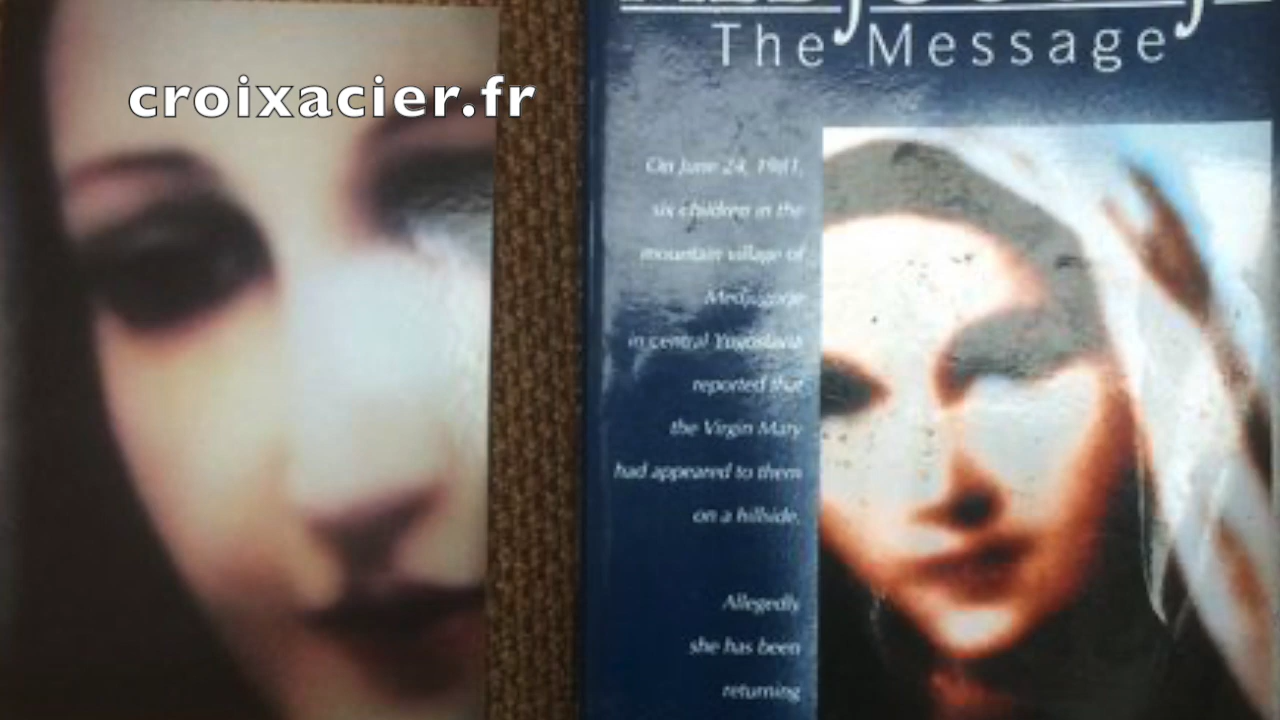 croixacier.fr
The Message
On June 24, 1981,
six children in the
mountain village of
Medjugorje
in central Yugoslavia
reported that
the Virgin Mary
had appeared to them
on a hillside.
Allegedly
she has been
returning